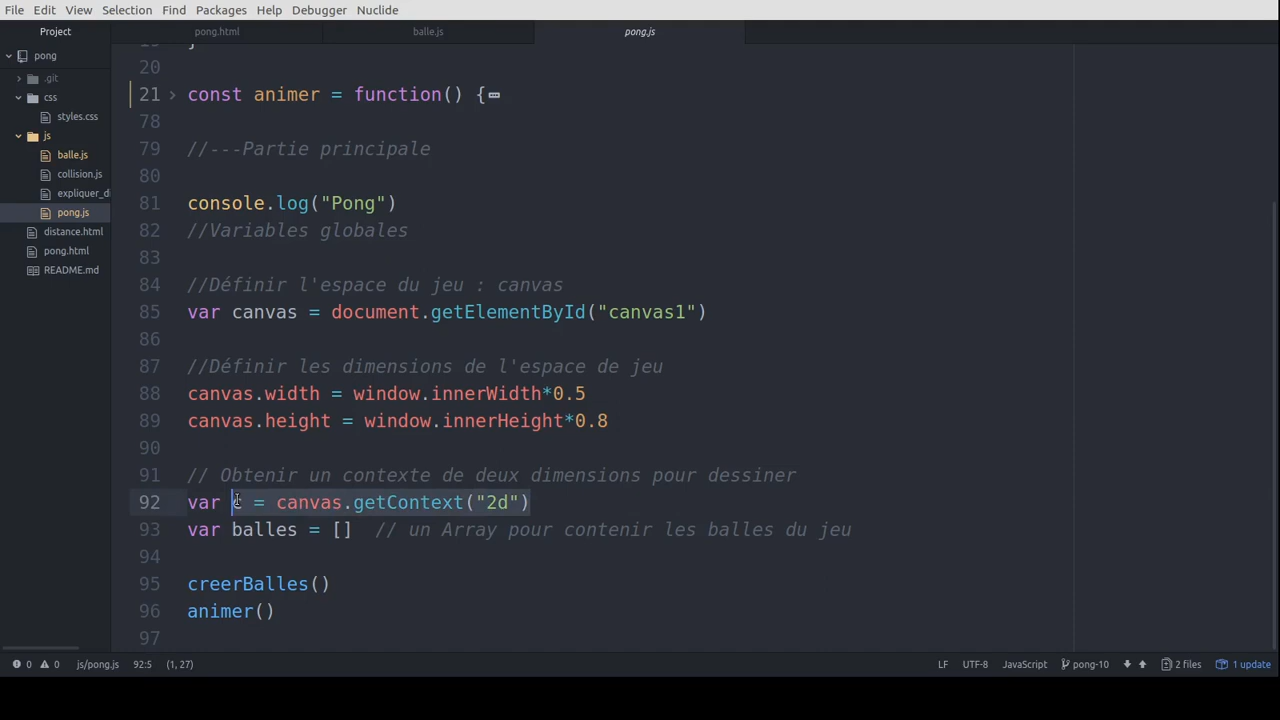 File Edit View Selection Find Packages Help Debugger Nuclide
Project
pong.html balle.js pong.js
pong
.git
css
styles.css
js
balle.js
collision.js
expliquer_di
pong.js
distance.html
pong.html
README.md
}
20
21 const animer = function() {
78
79 //---Partie principale
80
81 console.log("Pong")
82 //Variables globales
83
84 //Définir l'espace du jeu : canvas
85 var canvas = document.getElementById("canvas1")
86
87 //Définir les dimensions de l'espace de jeu
88 canvas.width = window.innerWidth*0.5
89 canvas.height = window.innerHeight*0.8
90
91 // Obtenir un contexte de deux dimensions pour dessiner
92 var c = canvas.getContext("2d")
93 var balles = [] // un Array pour contenir les balles du jeu
94
95 creerBalles()
96 animer()
97
0 0 js/pong.js 92:5 (1, 27) LF UTF-8 JavaScript pong-10 2 files 1 update